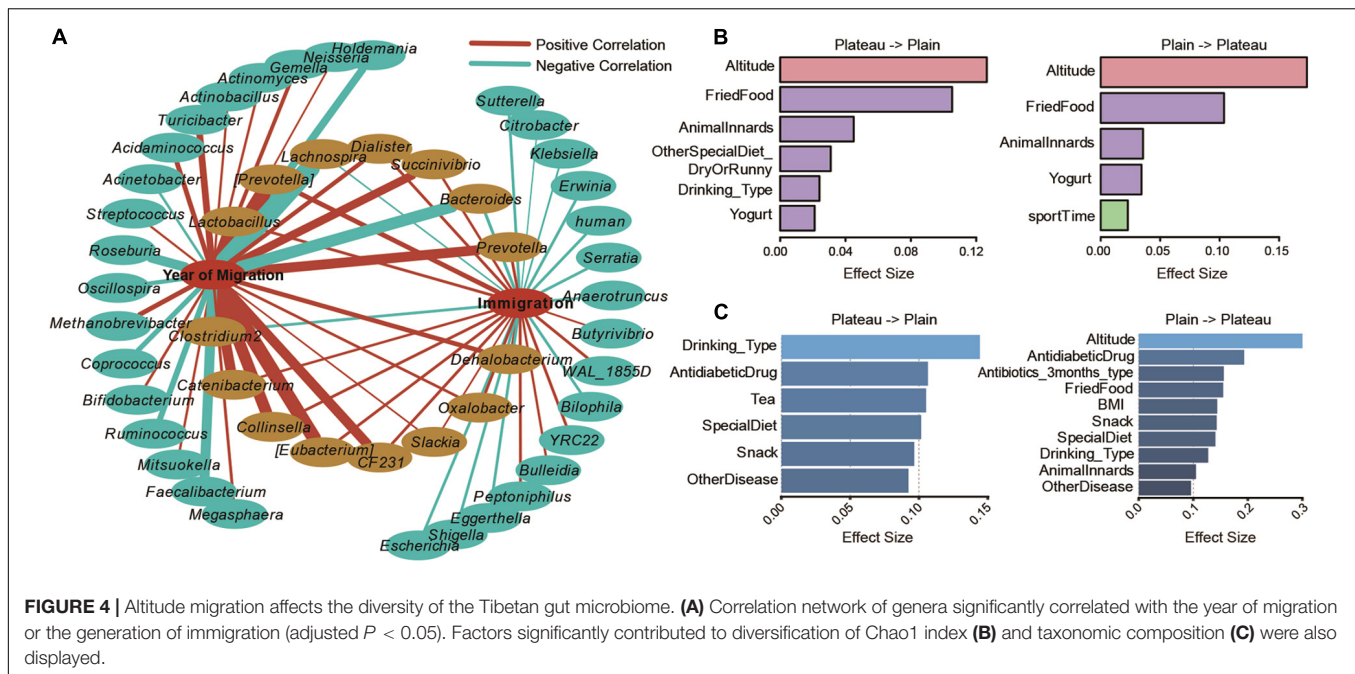 A
Positive Correlation
Negative Correlation
Holdemania
Neisseria
Gemella
Actinomyces
Actinobacillus
Turicibacter
Acidaminococcus
Acinetobacter
Streptococcus
Roseburia
Oscillospira
Methanobrevibacter
Coprococcus
Bifidobacterium
Ruminococcus
Mitsuokella
Faecalibacterium
Megasphaera
Year of Migration
Lachnospira
Dialister
Succinivibrio
[Prevotella]
Bacteroides
Lactobacillus
Prevotella
Clostridium2
Catenibacterium
Collinsella
[Eubacterium]
CF231
Slackia
Oxalobacter
Dehalobacterium
Immigration
Sutterella
Citrobacter
Klebsiella
Erwinia
human
Serratia
Anaerotruncus
Butyrivibrio
WAL_1855D
Bilophila
YRC22
Bulleidia
Peptoniphilus
Eggerthella
Shigella
Escherichia
B
Plateau -> Plain
Altitude
FriedFood
AnimalInnards
OtherSpecialDiet_
DryOrRunny
Drinking_Type
Yogurt
0.00 0.04 0.08 0.12
Effect Size
Plain -> Plateau
Altitude
FriedFood
AnimalInnards
Yogurt
sportTime
0.00 0.05 0.10 0.15
Effect Size
C
Plateau -> Plain
Drinking_Type
AntidiabeticDrug
Tea
SpecialDiet
Snack
OtherDisease
0.00 0.05 0.10 0.15
Effect Size
Plain -> Plateau
Altitude
AntidiabeticDrug
Antibiotics_3months_type
FriedFood
BMI
Snack
SpecialDiet
Drinking_Type
AnimalInnards
OtherDisease
0.0 0.1 0.2 0.3
Effect Size
FIGURE 4 | Altitude migration affects the diversity of the Tibetan gut microbiome. (A) Correlation network of genera significantly correlated with the year of migration
or the generation of immigration (adjusted P < 0.05). Factors significantly contributed to diversification of Chao1 index (B) and taxonomic composition (C) were also
displayed.